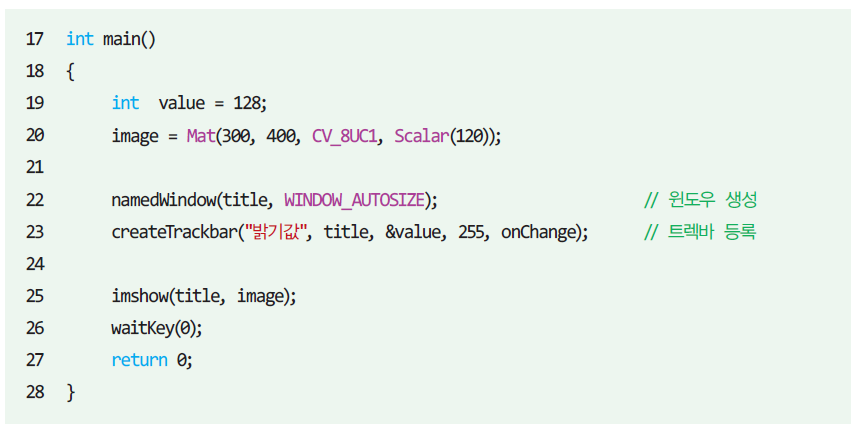 17 int main()
18 {
19 int value = 128;
20 image = Mat(300, 400, CV_8UC1, Scalar(120));
21
22 namedWindow(title, WINDOW_AUTOSIZE); // 윈도우 생성
23 createTrackbar("밝기값", title, &value, 255, onChange); // 트렉바 등록
24
25 imshow(title, image);
26 waitKey(0);
27 return 0;
28 }